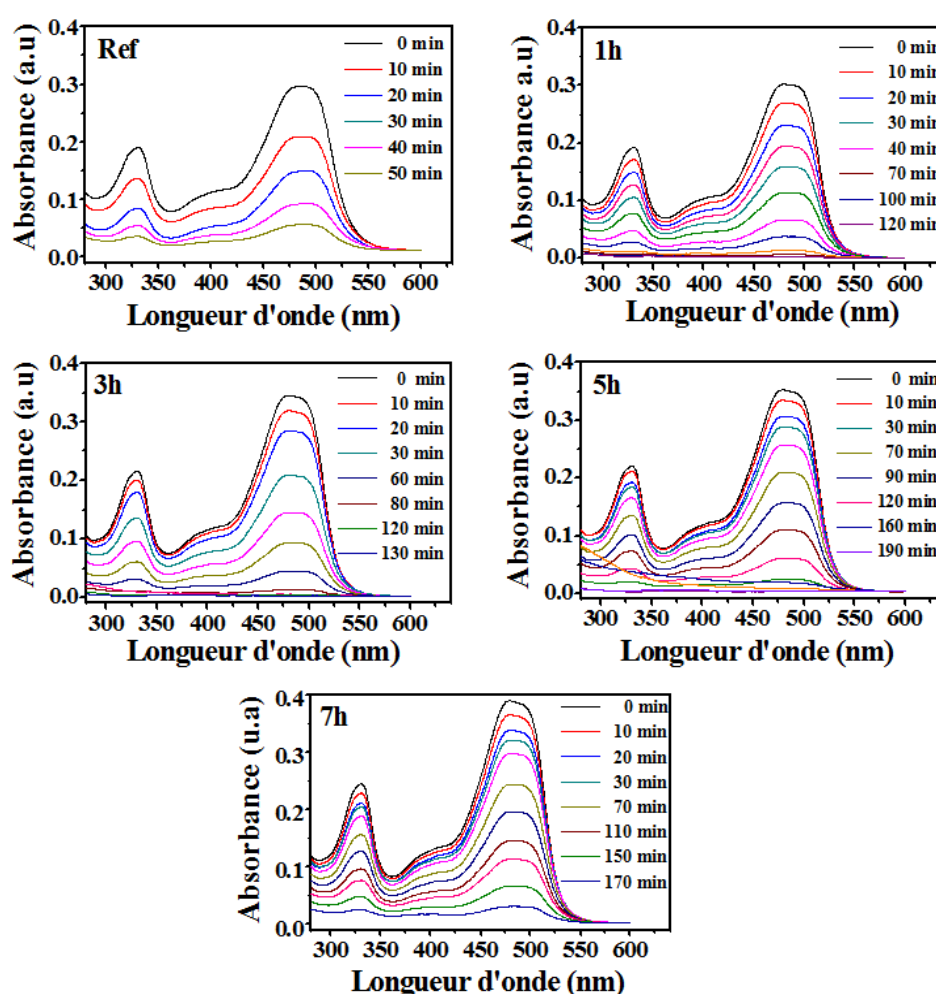 Ref
0 min
10 min
20 min
30 min
40 min
50 min
Absorbance (a.u)
0.4
0.3
0.2
0.1
0.0
300 350 400 450 500 550 600
Longueur d'onde (nm)
1h
0 min
10 min
20 min
30 min
40 min
70 min
100 min
120 min
Absorbance a.u)
0.4
0.3
0.2
0.1
0.0
300 350 400 450 500 550 600
Longueur d'onde (nm)
3h
0 min
10 min
20 min
30 min
60 min
80 min
120 min
130 min
Absorbance (a.u)
0.4
0.3
0.2
0.1
0.0
300 350 400 450 500 550 600
Longueur d'onde (nm)
5h
0 min
10 min
30 min
70 min
90 min
120 min
160 min
190 min
Absorbance (a.u)
0.4
0.3
0.2
0.1
0.0
300 350 400 450 500 550 600
Longueur d'onde (nm)
7h
0 min
10 min
20 min
30 min
70 min
110 min
150 min
170 min
Absorbance (u.a)
0.4
0.3
0.2
0.1
0.0
300 350 400 450 500 550 600
Longueur d'onde (nm)